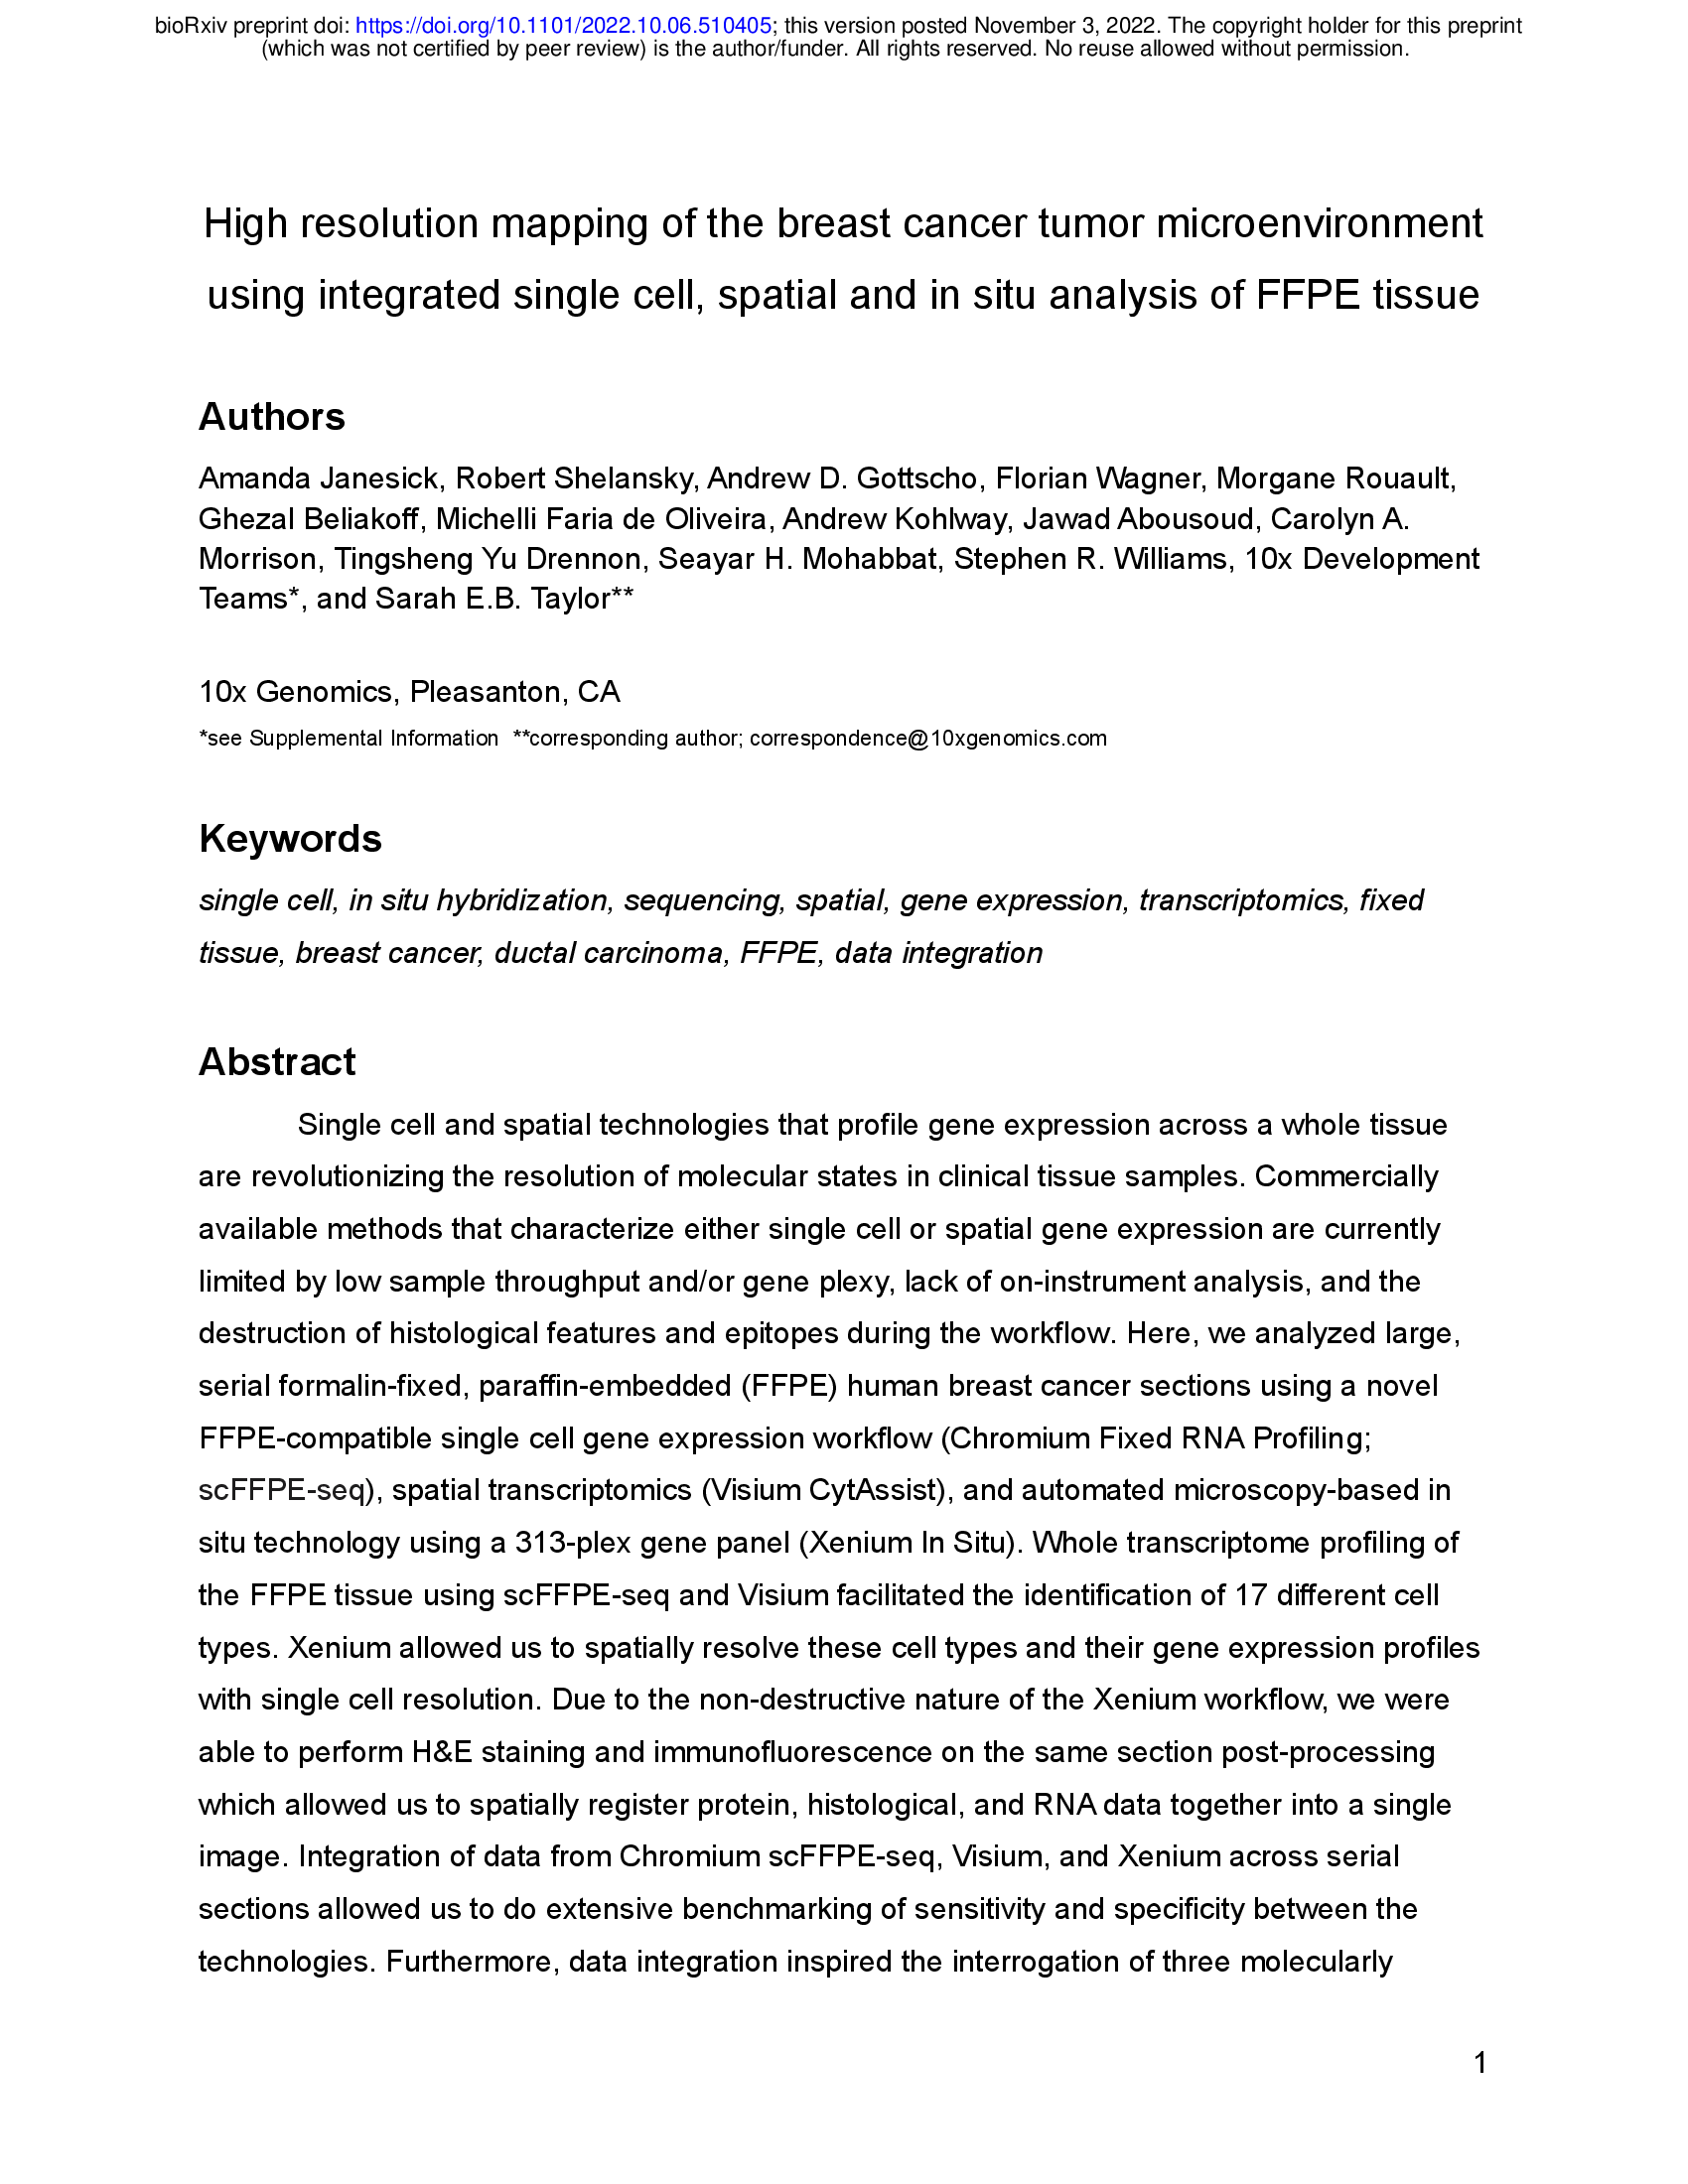 bioRxiv preprint doi: https://doi.org/10.1101/2022.10.06.510405; this version posted November 3, 2022. The copyright holder for this preprint
(which was not certified by peer review) is the author/funder. All rights reserved. No reuse allowed without permission.
High resolution mapping of the breast cancer tumor microenvironment
using integrated single cell, spatial and in situ analysis of FFPE tissue
Authors
Amanda Janesick, Robert Shelansky, Andrew D. Gottscho, Florian Wagner, Morgane Rouault,
Ghezal Beliakoff, Michelli Faria de Oliveira, Andrew Kohlway, Jawad Abousoud, Carolyn A.
Morrison, Tingsheng Yu Drennon, Seayar H. Mohabbat, Stephen R. Williams, 10x Development
Teams*, and Sarah E.B. Taylor**
10x Genomics, Pleasanton, CA
*see Supplemental Information **corresponding author; correspondence@10xgenomics.com
Keywords
single cell, in situ hybridization, sequencing, spatial, gene expression, transcriptomics, fixed
tissue, breast cancer, ductal carcinoma, FFPE, data integration
Abstract
Single cell and spatial technologies that profile gene expression across a whole tissue
are revolutionizing the resolution of molecular states in clinical tissue samples. Commercially
available methods that characterize either single cell or spatial gene expression are currently
limited by low sample throughput and/or gene plexy, lack of on-instrument analysis, and the
destruction of histological features and epitopes during the workflow. Here, we analyzed large,
serial formalin-fixed, paraffin-embedded (FFPE) human breast cancer sections using a novel
FFPE-compatible single cell gene expression workflow (Chromium Fixed RNA Profiling;
scFFPE-seq), spatial transcriptomics (Visium CytAssist), and automated microscopy-based in
situ technology using a 313-plex gene panel (Xenium In Situ). Whole transcriptome profiling of
the FFPE tissue using scFFPE-seq and Visium facilitated the identification of 17 different cell
types. Xenium allowed us to spatially resolve these cell types and their gene expression profiles
with single cell resolution. Due to the non-destructive nature of the Xenium workflow, we were
able to perform H&E staining and immunofluorescence on the same section post-processing
which allowed us to spatially register protein, histological, and RNA data together into a single
image. Integration of data from Chromium scFFPE-seq, Visium, and Xenium across serial
sections allowed us to do extensive benchmarking of sensitivity and specificity between the
technologies. Furthermore, data integration inspired the interrogation of three molecularly
1